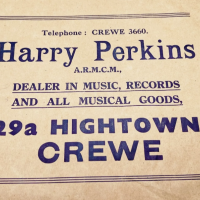 Telephone: CREWE 3660.
Harry Perkins
A.R.M.C.M.,
DEALER IN MUSIC, RECORDS
AND ALL MUSICAL GOODS,
29a HIGHTOWN
CREWE